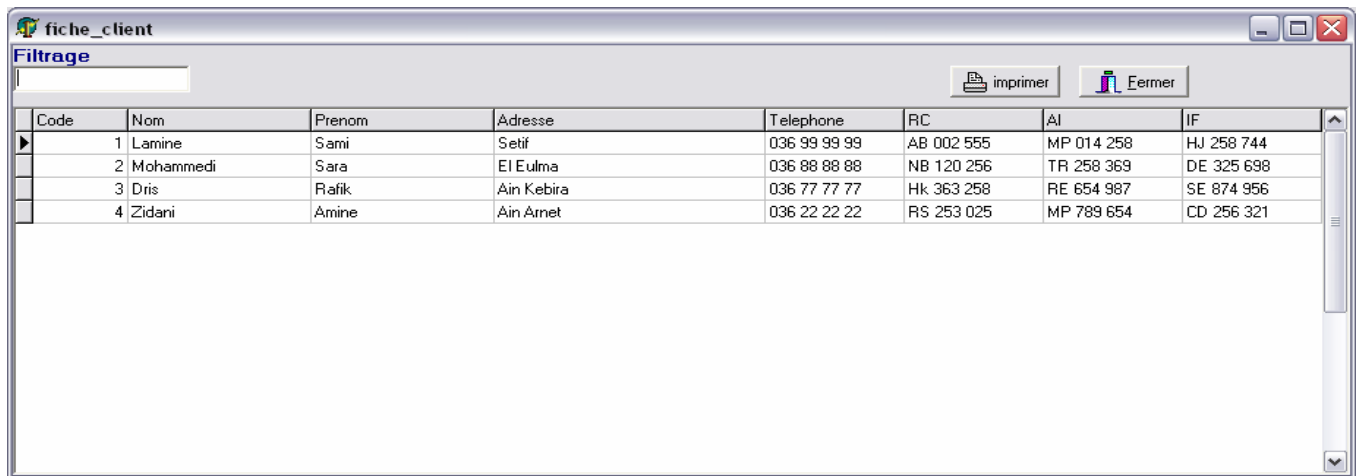 fiche_client
Filtrage
imprimer Fermer
Code Nom Prenom Adresse Telephone RC AI IF
1 Lamine Sami Setif 036 99 99 99 AB 002 555 MP 014 258 HJ 258 744
2 Mohammedi Sara El Eulma 036 88 88 88 NB 120 256 TR 258 369 DE 325 698
3 Dris Rafik Ain Kebira 036 77 77 77 Hk 363 258 RE 654 987 SE 874 956
4 Zidani Amine Ain Arnet 036 22 22 22 RS 253 025 MP 789 654 CD 256 321